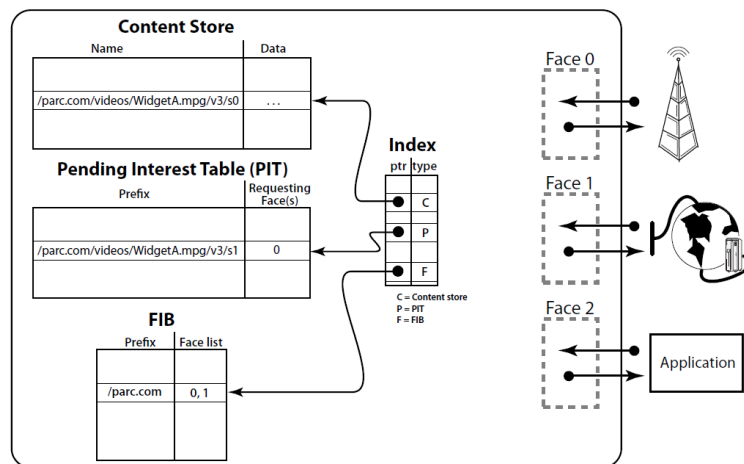 Content Store
Name Data
/parc.com/videos/WidgetA.mpg/v3/s0 ...
Pending Interest Table (PIT)
Prefix Requesting Face(s)
/parc.com/videos/WidgetA.mpg/v3/s1 0
FIB
Prefix Face list
/parc.com 0, 1
Index
ptr type
C
P
F
C = Content store
P = PIT
F = FIB
Face 0
Face 1
Face 2
Application